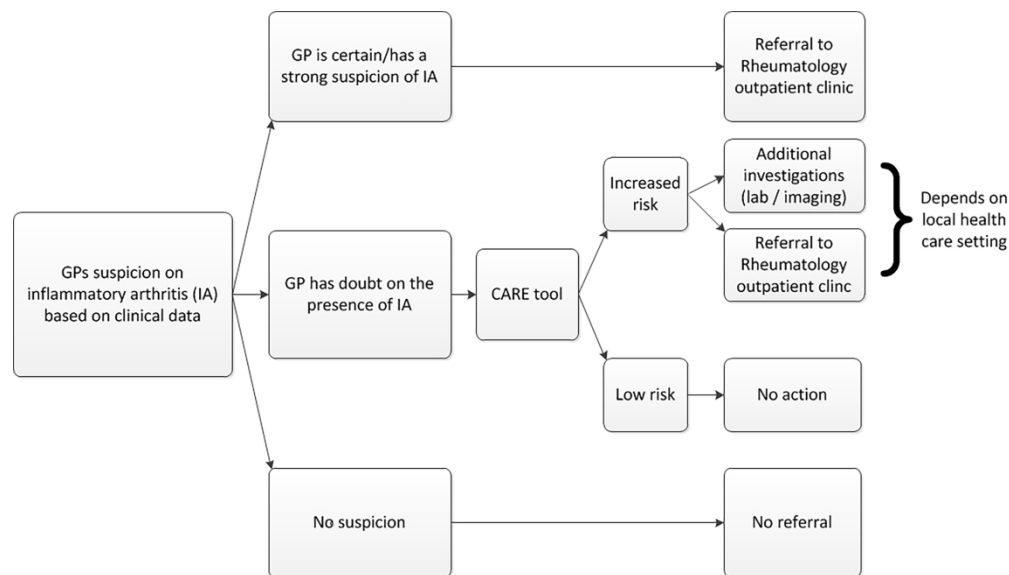 GP is certain/has a
strong suspicion of IA
Referral to
Rheumatology
outpatient clinic
Additional
investigations
(lab / imaging)
Increased
risk
Depends on
local health
care setting
GPs suspicion on
inflammatory arthritis (IA)
based on clinical data
GP has doubt on the
presence of IA
CARE tool
Referral to
Rheumatology
outpatient clinc
Low risk
No action
No suspicion
No referral